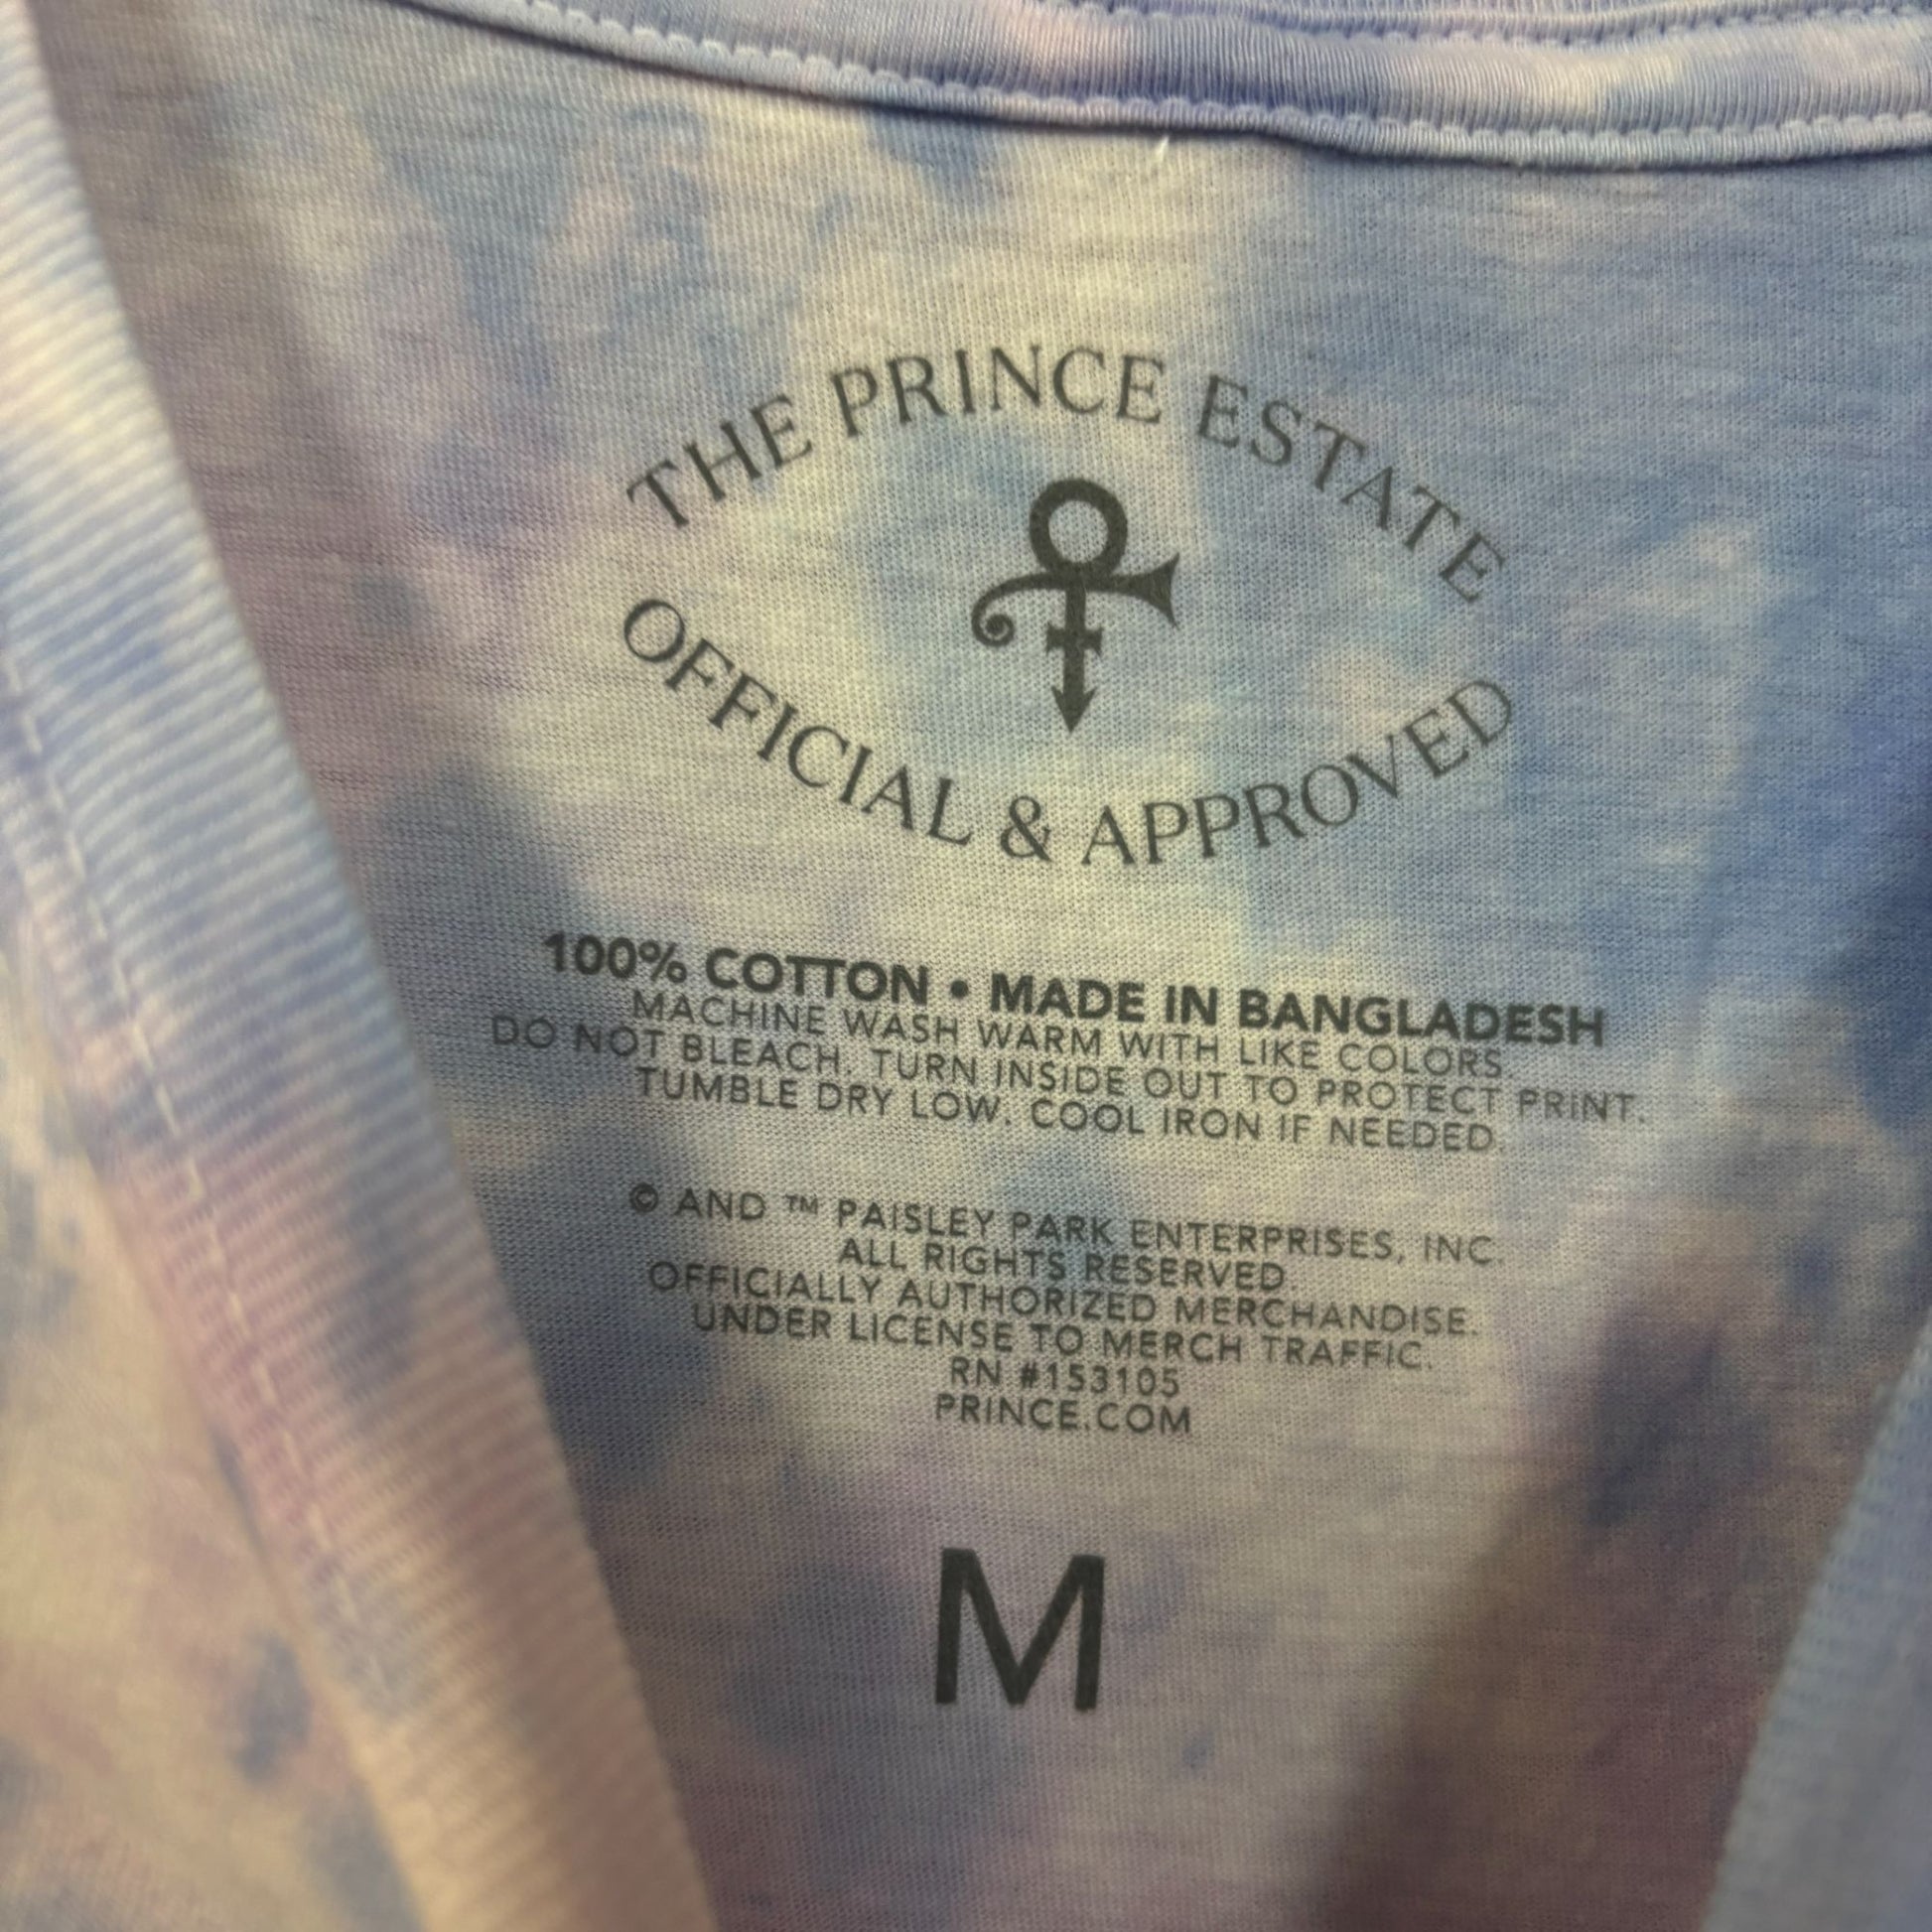 THE PRINCE ESTATE
OFFICIAL & APPROVED
100% COTTON • MADE IN BANGLADESH
MACHINE WASH WARM WITH LIKE COLORS.
DO NOT BLEACH. TURN INSIDE OUT TO PROTECT PRINT.
TUMBLE DRY LOW. COOL IRON IF NEEDED.
© AND ™ PAISLEY PARK ENTERPRISES, INC.
ALL RIGHTS RESERVED.
OFFICIALLY AUTHORIZED MERCHANDISE.
UNDER LICENSE TO MERCH TRAFFIC.
RN #153105
PRINCE.COM
M